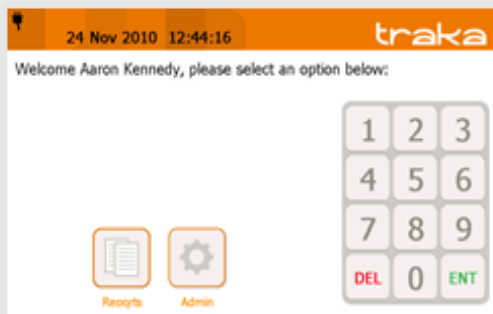 24 Nov 2010 12:44:16 traka
Welcome Aaron Kennedy, please select an option below:
1 2 3
4 5 6
7 8 9
DEL 0 ENT
Reoqrts Admin